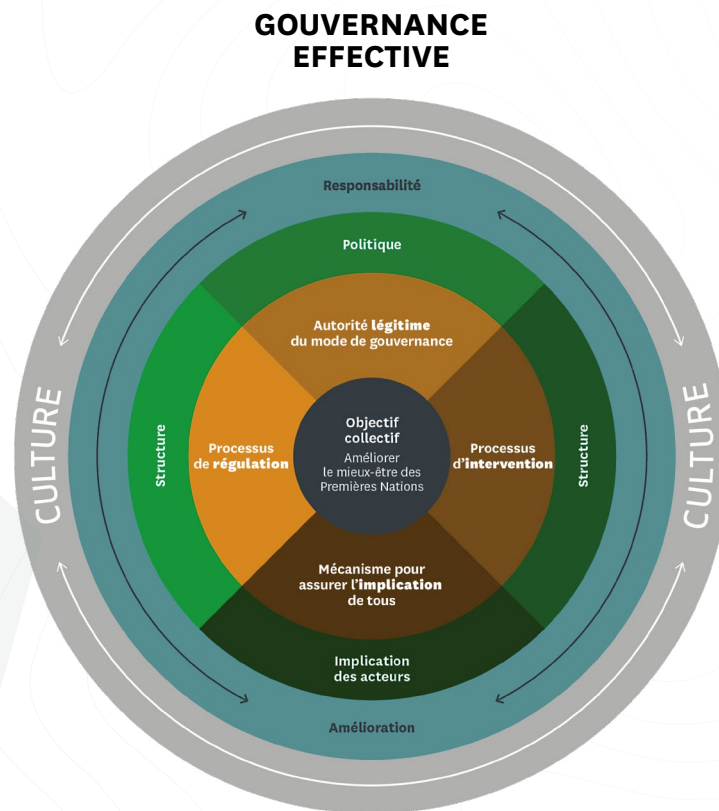 GOUVERNANCE
EFFECTIVE
Responsabilité
Politique
Autorité légitime
du mode de gouvernance
CULTURE
Structure
Processus
de régulation
Objectif
collectif
Améliorer
le mieux-être des
Premières Nations
Processus
d'intervention
Structure
CULTURE
Mécanisme pour
assurer l'implication
de tous
Implication
des acteurs
Amélioration